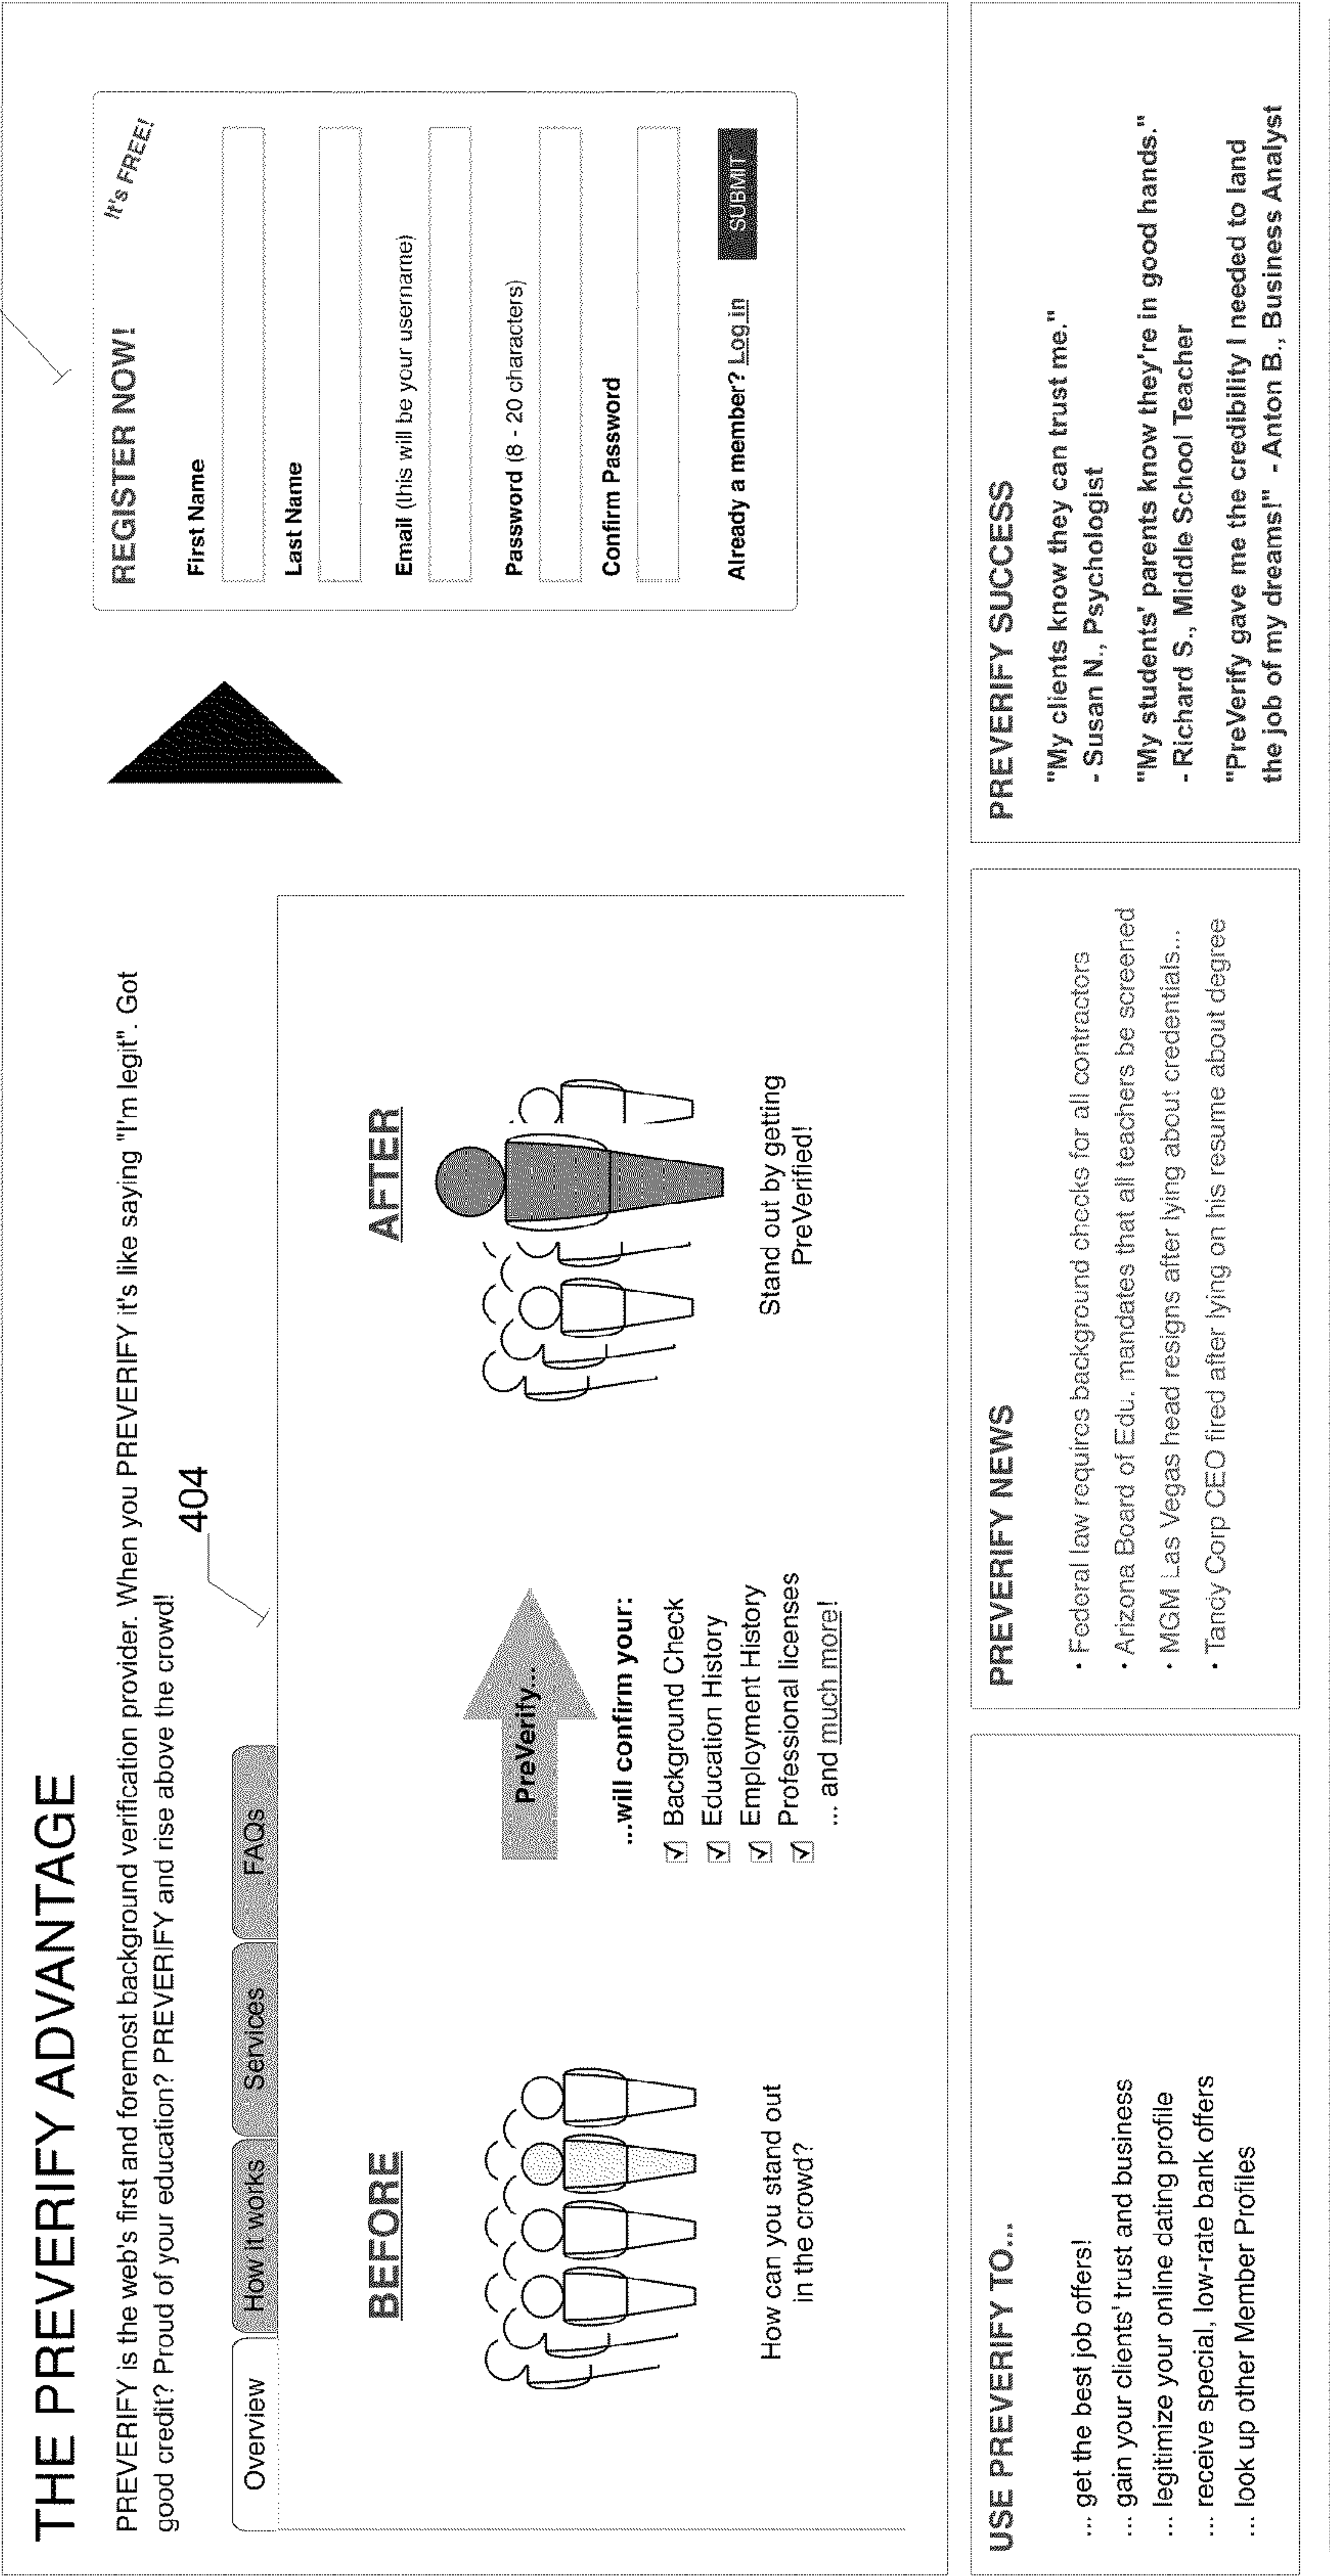 THE PREVERIFY ADVANTAGE
PREVERIFY is the web's first and foremost background verification provider. When you PREVERIFY it's like saying "I'm legit". Got
good credit? Proud of your education? PREVERIFY and rise above the crowd!
404
Overview
How it works
Services
FAQs
BEFORE
How can you stand out
in the crowd?
PreVerify...
...will confirm your:
Background Check
Education History
Employment History
Professional licenses
... and much more!
AFTER
Stand out by getting
PreVerified!
REGISTER NOW!
It's FREE!
First Name
Last Name
Email (this will be your username)
Password (8 - 20 characters)
Confirm Password
Already a member? Log in
SUBMIT
USE PREVERIFY TO...
... get the best job offers!
... gain your clients' trust and business
... legitimize your online dating profile
... receive special, low-rate bank offers
... look up other Member Profiles
PREVERIFY NEWS
• Federal law requires background checks for all contractors
• Arizona Board of Edu. mandates that all teachers be screened
• MGM Las Vegas head resigns after lying about credentials...
• Tandy Corp CEO fired after lying on his resume about degree
PREVERIFY SUCCESS
"My clients know they can trust me."
- Susan N., Psychologist
"My students' parents know they're in good hands."
- Richard S., Middle School Teacher
"PreVerify gave me the credibility I needed to land
the job of my dreams!" - Anton B., Business Analyst